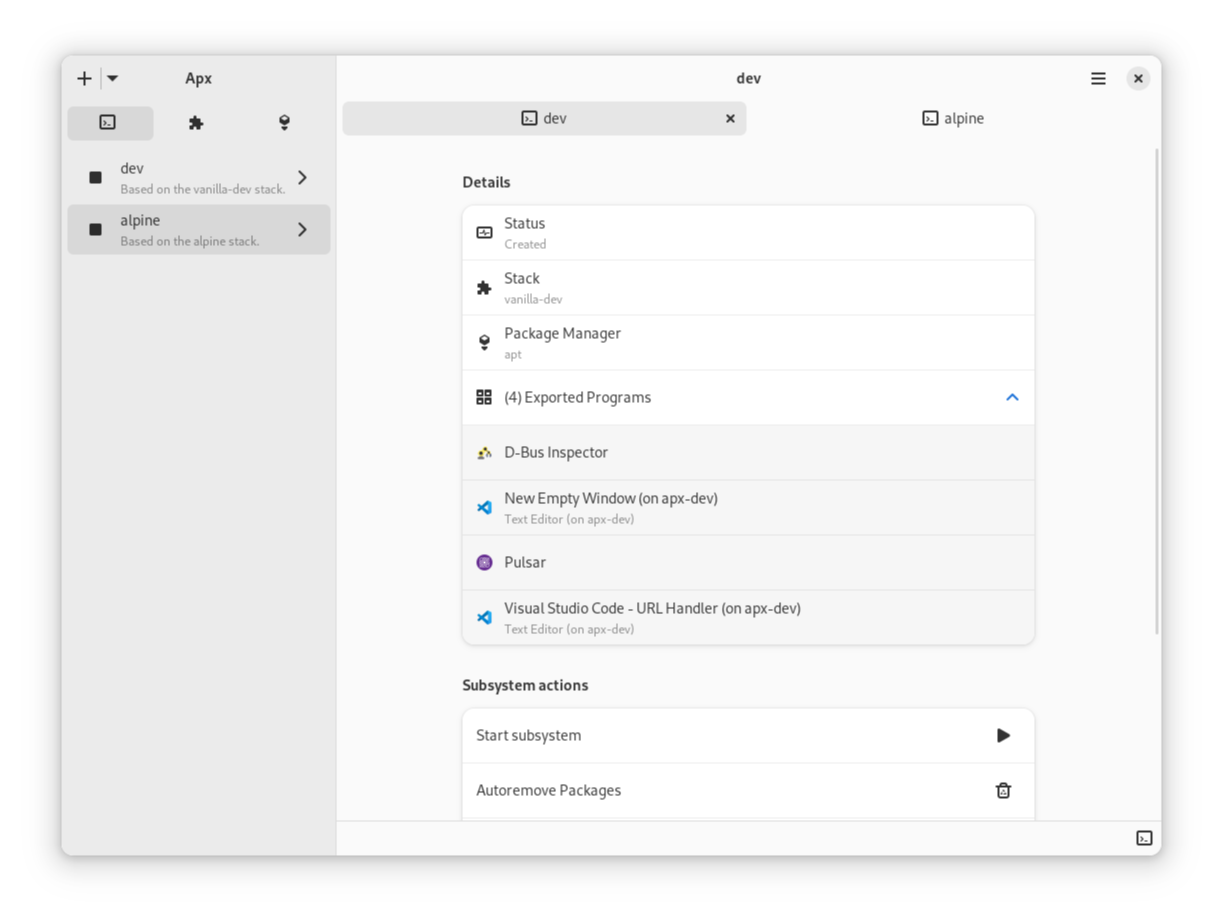 Apx
dev
Based on the vanilla-dev stack.
alpine
Based on the alpine stack.
dev
dev
alpine
Details
Status
Created
Stack
vanilla-dev
Package Manager
apt
(4) Exported Programs
D-Bus Inspector
New Empty Window (on apx-dev)
Text Editor (on apx-dev)
Pulsar
Visual Studio Code - URL Handler (on apx-dev)
Text Editor (on apx-dev)
Subsystem actions
Start subsystem
Autoremove Packages